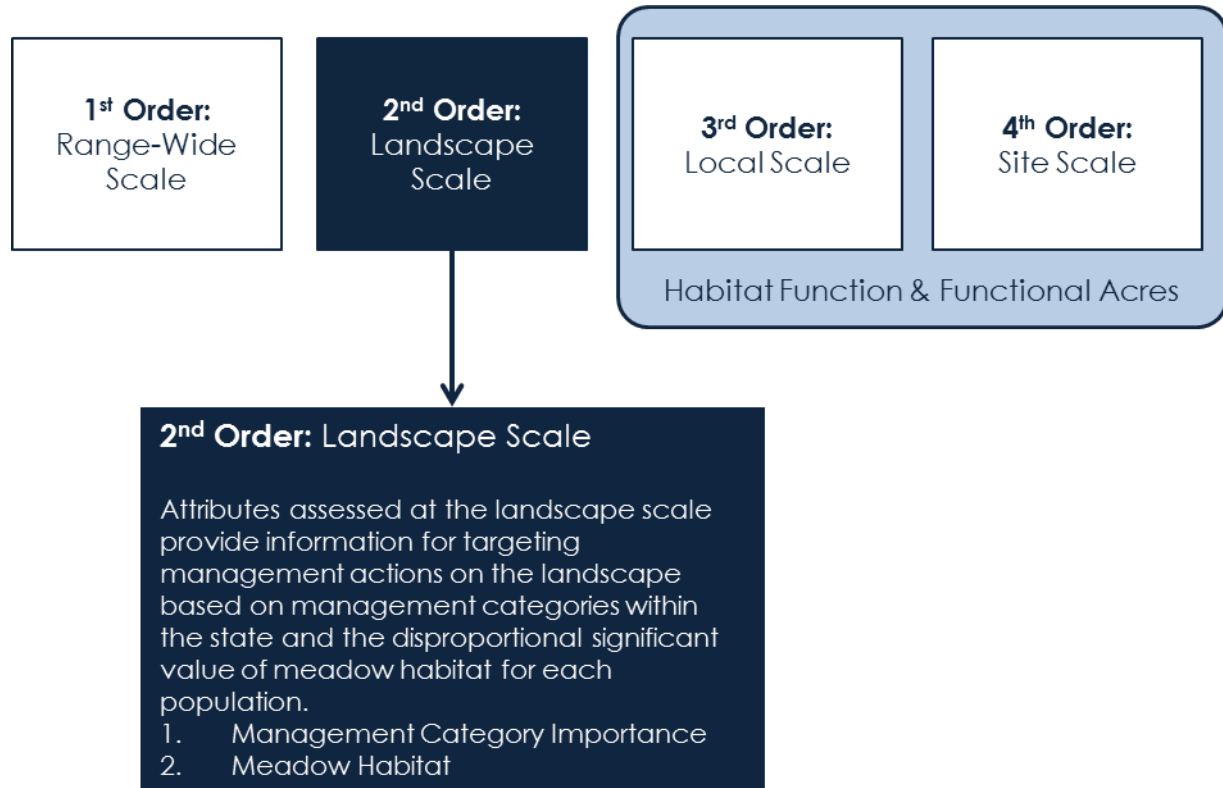 1st Order:
Range-Wide
Scale
2nd Order:
Landscape
Scale
3rd Order:
Local Scale
4th Order:
Site Scale
Habitat Function & Functional Acres
2nd Order: Landscape Scale
Attributes assessed at the landscape scale
provide information for targeting
management actions on the landscape
based on management categories within
the state and the disproportional significant
value of meadow habitat for each
population.
1. Management Category Importance
2. Meadow Habitat